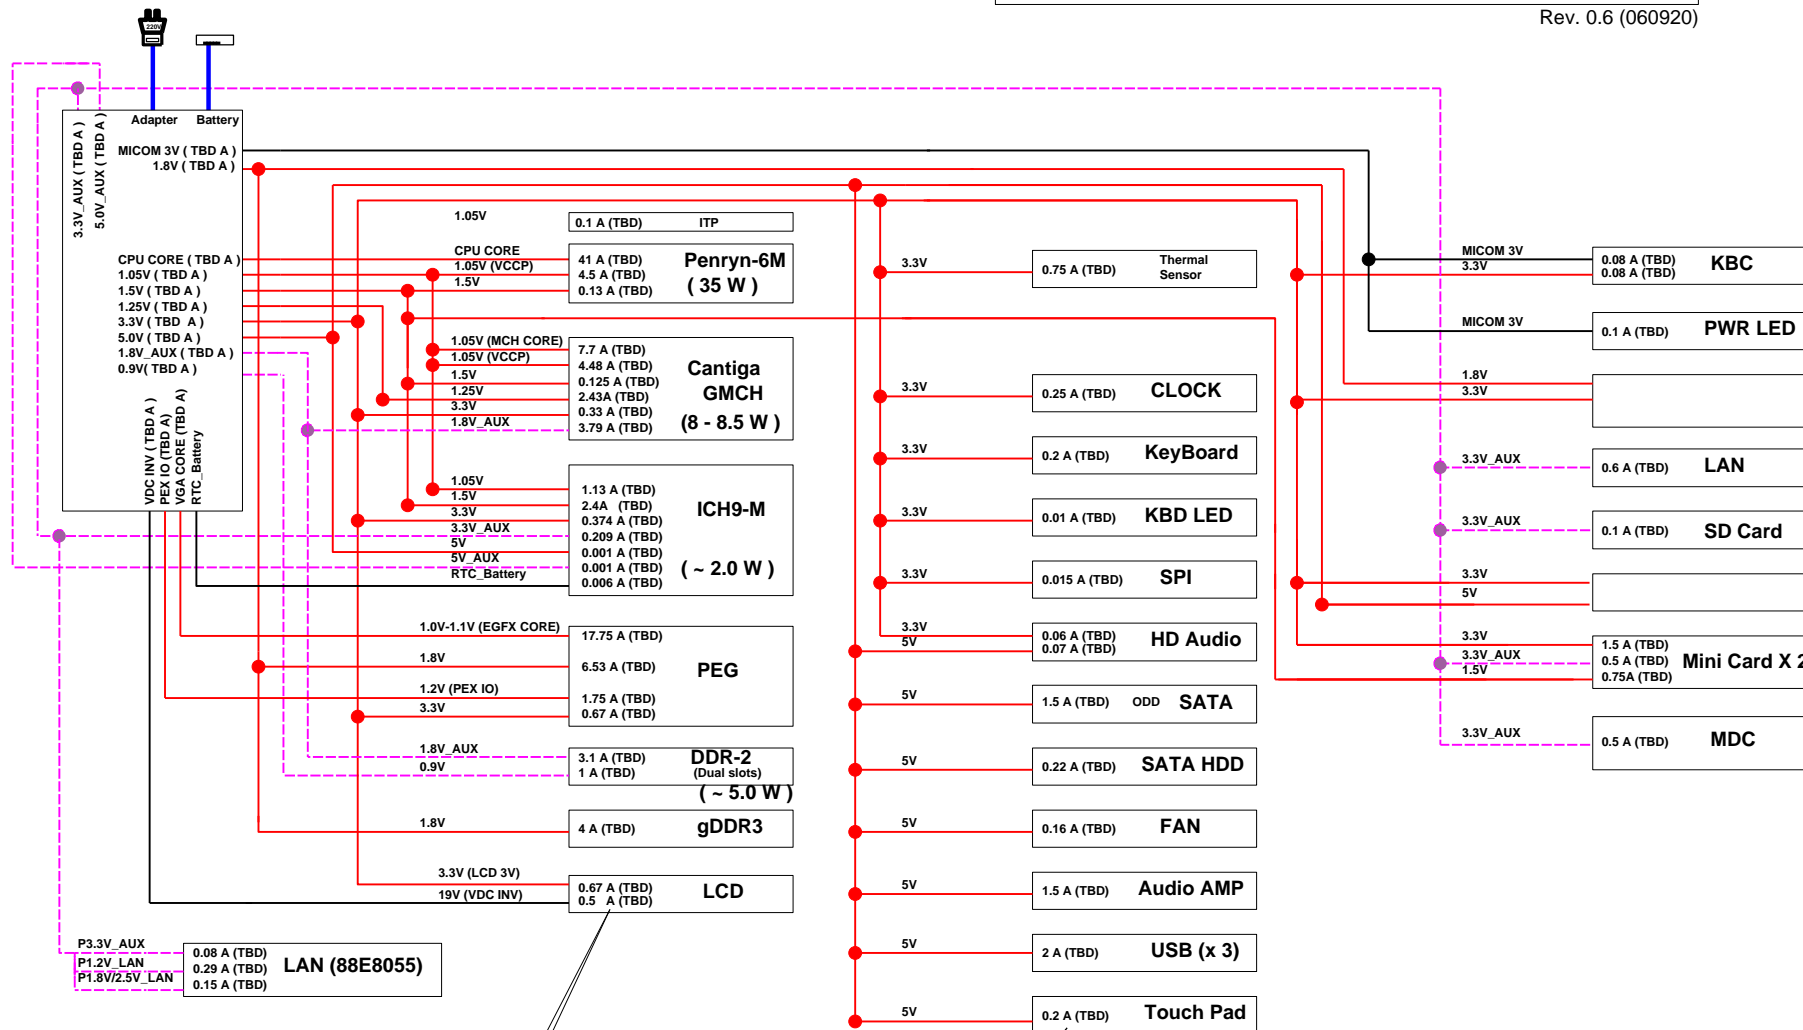 Rev. 0.6 (060920)
220V
Adapter
Battery
3.3V_AUX ( TBD A )
5.0V_AUX ( TBD A )
MICOM 3V ( TBD A )
1.8V ( TBD A )
CPU CORE ( TBD A )
1.05V ( TBD A )
1.5V ( TBD A )
1.25V ( TBD A )
3.3V ( TBD A )
5.0V ( TBD A )
1.8V_AUX ( TBD A )
0.9V( TBD A )
VDC INV ( TBD A )
PEX IO (TBD A)
VGA CORE (TBD A)
RTC_Battery
1.05V
0.1 A (TBD)
ITP
CPU CORE
1.05V (VCCP)
1.5V
41 A (TBD)
4.5 A (TBD)
0.13 A (TBD)
Penryn-6M
( 35 W )
1.05V (MCH CORE)
1.05V (VCCP)
1.5V
1.25V
3.3V
1.8V_AUX
7.7 A (TBD)
4.48 A (TBD)
0.125 A (TBD)
2.43A (TBD)
0.33 A (TBD)
3.79 A (TBD)
Cantiga
GMCH
(8 - 8.5 W )
1.05V
1.5V
3.3V
3.3V_AUX
5V
5V_AUX
RTC_Battery
1.13 A (TBD)
2.4A (TBD)
0.374 A (TBD)
0.209 A (TBD)
0.001 A (TBD)
0.001 A (TBD)
0.006 A (TBD)
ICH9-M
( ~ 2.0 W )
1.0V-1.1V (EGFX CORE)
1.8V
1.2V (PEX IO)
3.3V
17.75 A (TBD)
6.53 A (TBD)
1.75 A (TBD)
0.67 A (TBD)
PEG
1.8V_AUX
0.9V
3.1 A (TBD)
1 A (TBD)
DDR-2
(Dual slots)
( ~ 5.0 W )
1.8V
4 A (TBD)
gDDR3
3.3V (LCD 3V)
19V (VDC INV)
0.67 A (TBD)
0.5 A (TBD)
LCD
P3.3V_AUX
P1.2V_LAN
P1.8V/2.5V_LAN
0.08 A (TBD)
0.29 A (TBD)
0.15 A (TBD)
LAN (88E8055)
3.3V
0.75 A (TBD)
Thermal
Sensor
3.3V
0.25 A (TBD)
CLOCK
3.3V
0.2 A (TBD)
KeyBoard
3.3V
0.01 A (TBD)
KBD LED
3.3V
0.015 A (TBD)
SPI
3.3V
5V
0.06 A (TBD)
0.07 A (TBD)
HD Audio
5V
1.5 A (TBD)
ODD SATA
5V
0.22 A (TBD)
SATA HDD
5V
0.16 A (TBD)
FAN
5V
1.5 A (TBD)
Audio AMP
5V
2 A (TBD)
USB (x 3)
5V
0.2 A (TBD)
Touch Pad
MICOM 3V
3.3V
0.08 A (TBD)
0.08 A (TBD)
KBC
MICOM 3V
0.1 A (TBD)
PWR LED
1.8V
3.3V
3.3V_AUX
0.6 A (TBD)
LAN
3.3V_AUX
0.1 A (TBD)
SD Card
3.3V
5V
3.3V
3.3V_AUX
1.5V
1.5 A (TBD)
0.5 A (TBD)
0.75A (TBD)
Mini Card X 2
3.3V_AUX
0.5 A (TBD)
MDC